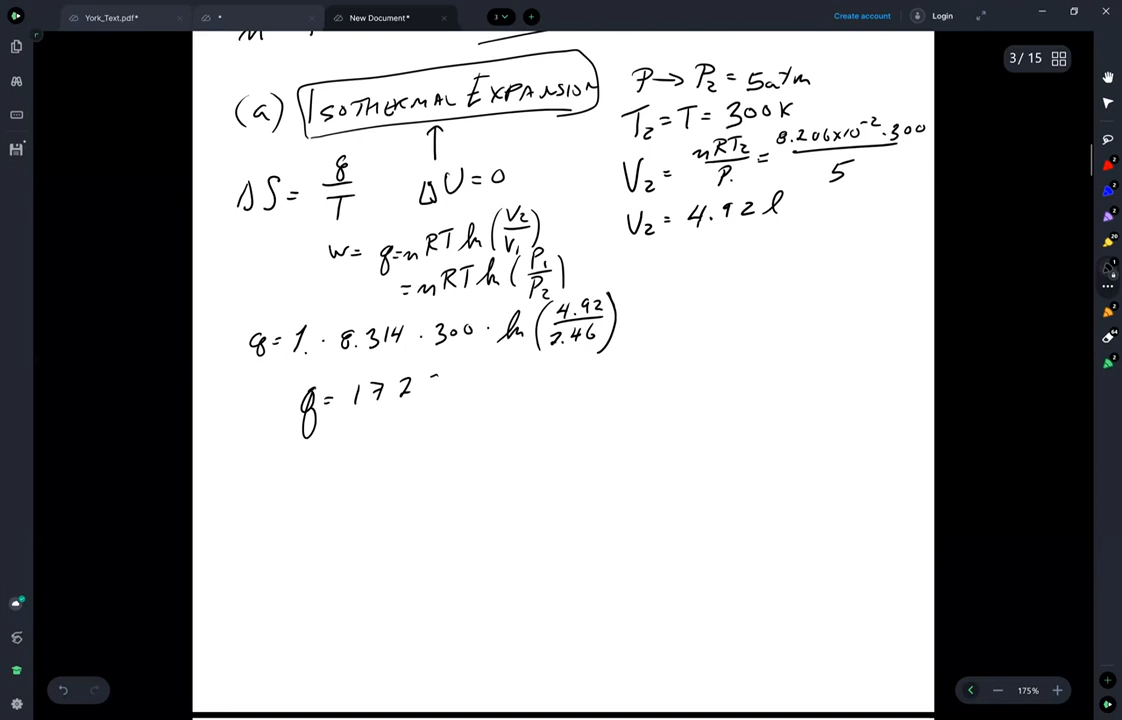 York_Text.pdf*
*
New Document*
3
Create account
Login
3 / 15
(a) ISOTHERMAL EXPANSION
P → P2 = 5atm
T2 = T = 300K
V2 = nRT2/P. = 8.206x10^-2 . 300/5
V2 = 4.92 l
ΔS = q/T
ΔU = 0
w = q = nRT ln (V2/V1)
= nRT ln (P1/P2)
q = 1. · 8.314 · 300 · ln (4.92/2.46)
q = 172
175%